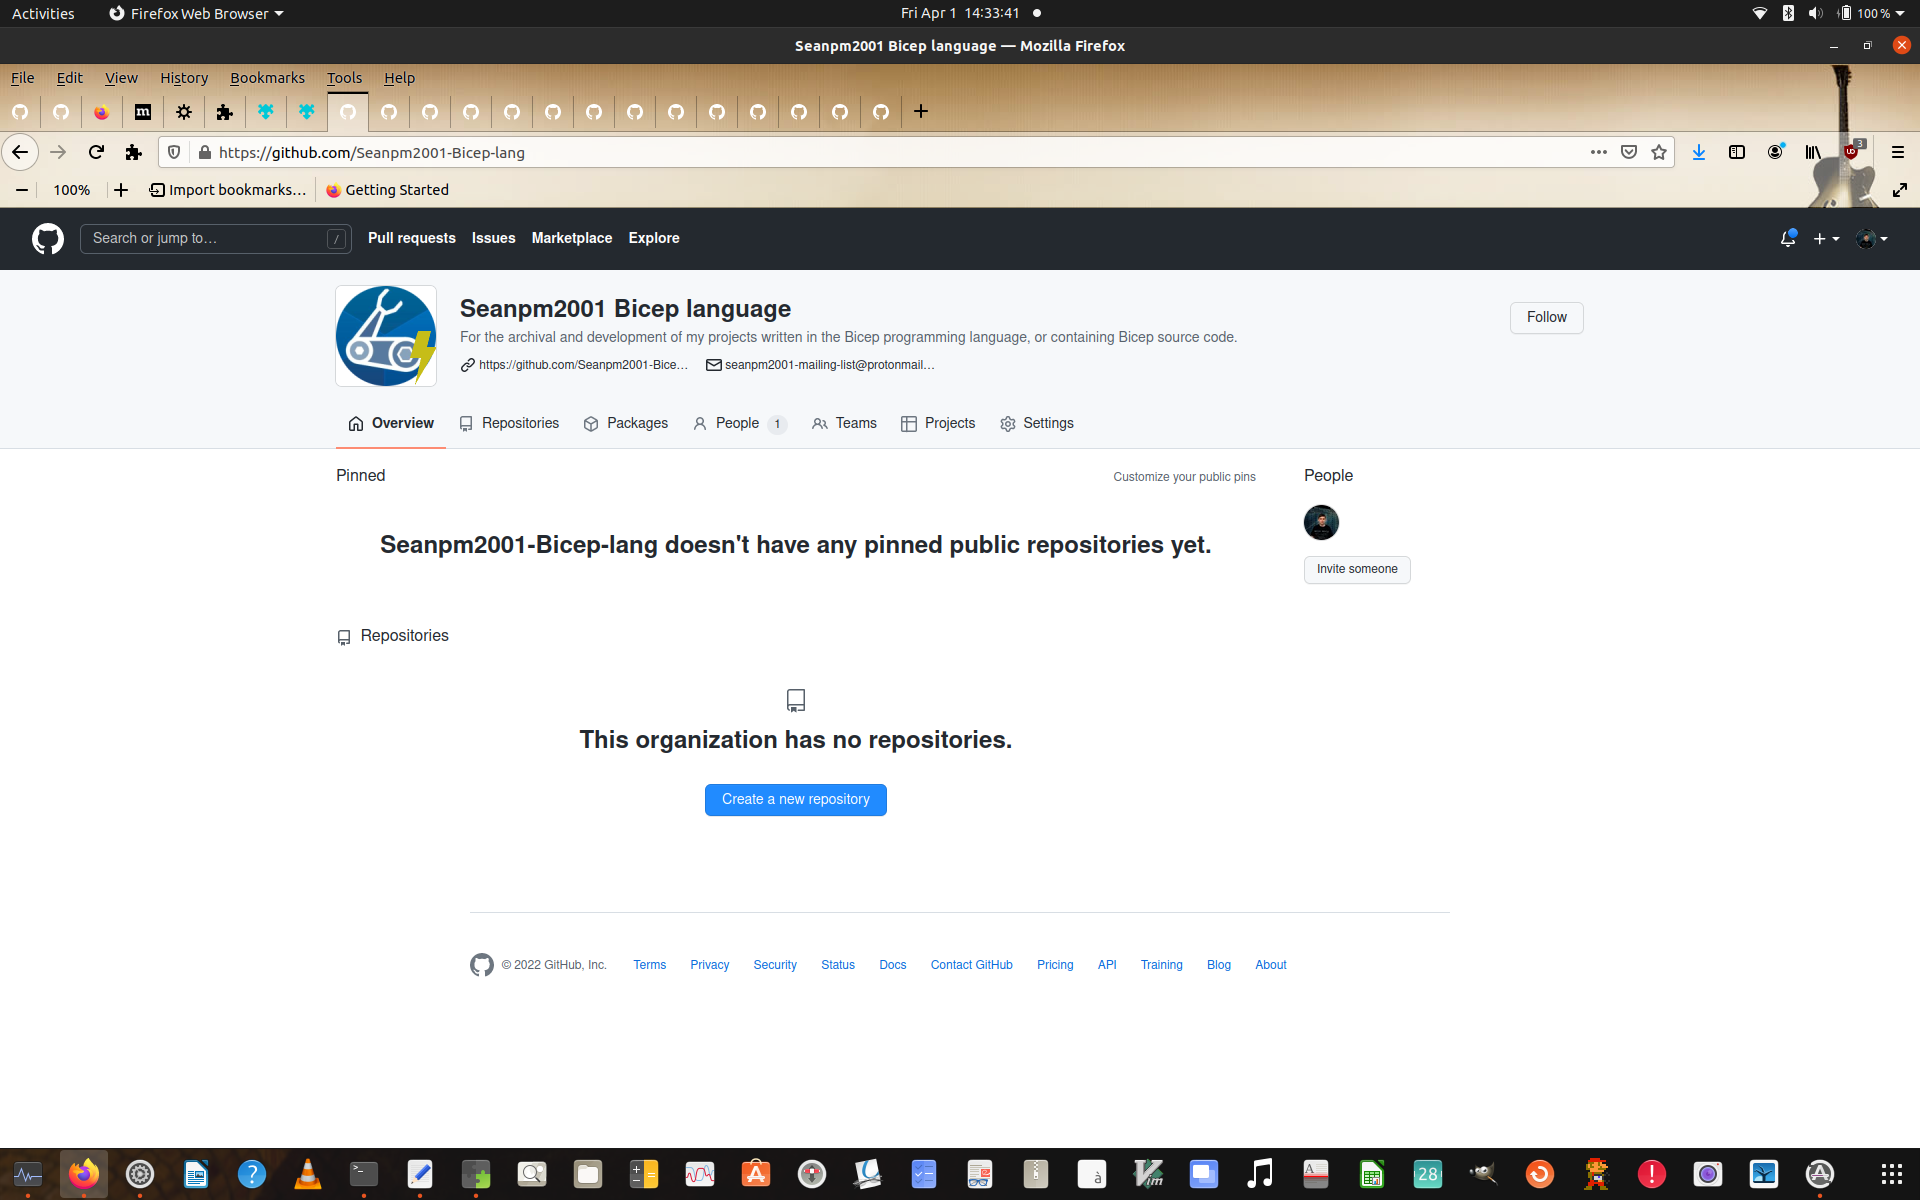 Activities Firefox Web Browser Fri Apr 1 14:33:41 100 %
Seanpm2001 Bicep language — Mozilla Firefox
File Edit View History Bookmarks Tools Help
https://github.com/Seanpm2001-Bicep-lang 3
100% Import bookmarks… Getting Started
Search or jump to… / Pull requests Issues Marketplace Explore
Seanpm2001 Bicep language
Follow
For the archival and development of my projects written in the Bicep programming language, or containing Bicep source code.
https://github.com/Seanpm2001-Bice… seanpm2001-mailing-list@protonmail…
Overview Repositories Packages People 1 Teams Projects Settings
Pinned Customize your public pins People
Seanpm2001-Bicep-lang doesn't have any pinned public repositories yet.
Invite someone
Repositories
This organization has no repositories.
Create a new repository
© 2022 GitHub, Inc. Terms Privacy Security Status Docs Contact GitHub Pricing API Training Blog About
28